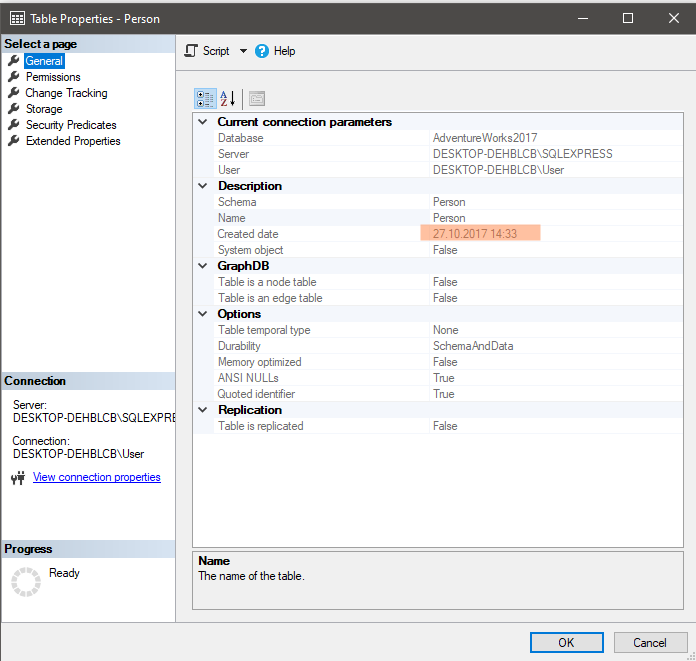 Table Properties - Person
Select a page
General
Permissions
Change Tracking
Storage
Security Predicates
Extended Properties
Script
Help
Current connection parameters
Database AdventureWorks2017
Server DESKTOP-DEHBLCB\SQLEXPRESS
User DESKTOP-DEHBLCB\User
Description
Schema Person
Name Person
Created date 27.10.2017 14:33
System object False
GraphDB
Table is a node table False
Table is an edge table False
Options
Table temporal type None
Durability SchemaAndData
Memory optimized False
ANSI NULLs True
Quoted identifier True
Replication
Table is replicated False
Connection
Server:
DESKTOP-DEHBLCB\SQLEXPRE
Connection:
DESKTOP-DEHBLCB\User
View connection properties
Progress
Ready
Name
The name of the table.
OK
Cancel